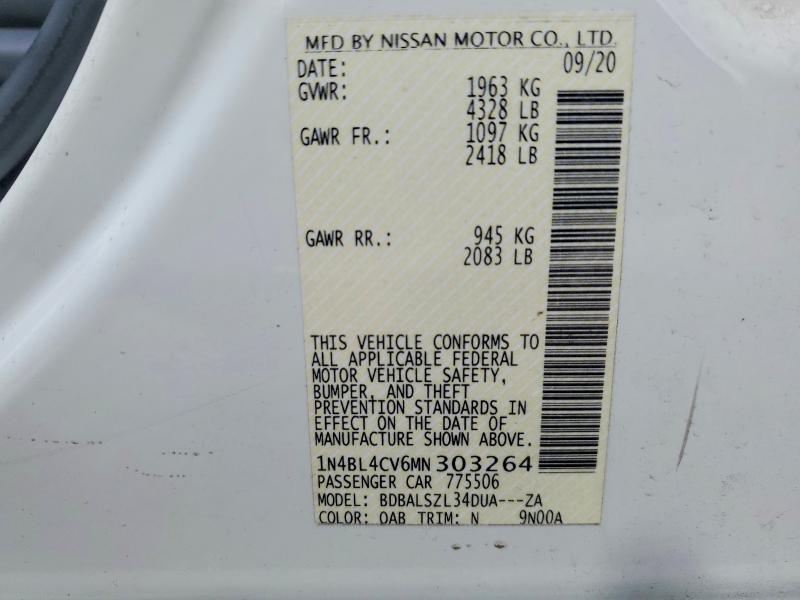 MFD BY NISSAN MOTOR CO., LTD.
DATE: 09/20
GVWR: 1963 KG
4328 LB
GAWR FR.: 1097 KG
2418 LB
GAWR RR.: 945 KG
2083 LB
THIS VEHICLE CONFORMS TO
ALL APPLICABLE FEDERAL
MOTOR VEHICLE SAFETY,
BUMPER, AND THEFT
PREVENTION STANDARDS IN
EFFECT ON THE DATE OF
MANUFACTURE SHOWN ABOVE.
1N4BL4CV6MN 303264
PASSENGER CAR 775506
MODEL: BDBALSZL34DUA---ZA
COLOR: QAB TRIM: N 9N00A